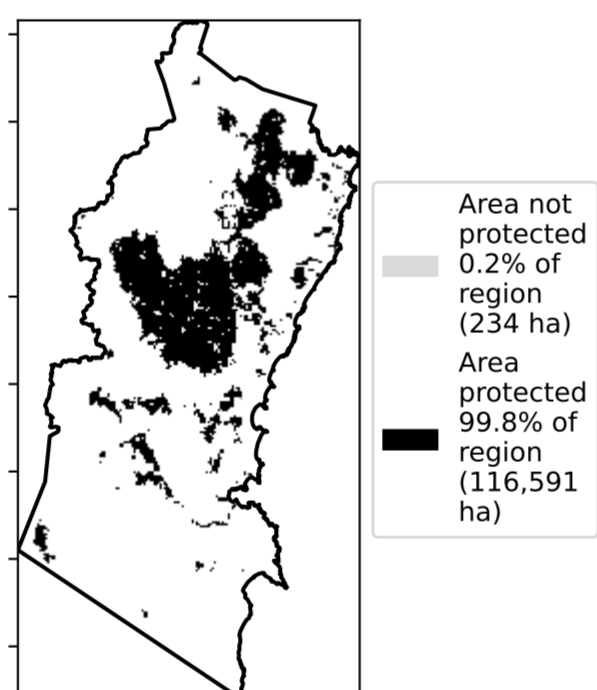 Area not
protected
0.2% of
region
(234 ha)
Area
protected
99.8% of
region
(116,591
ha)